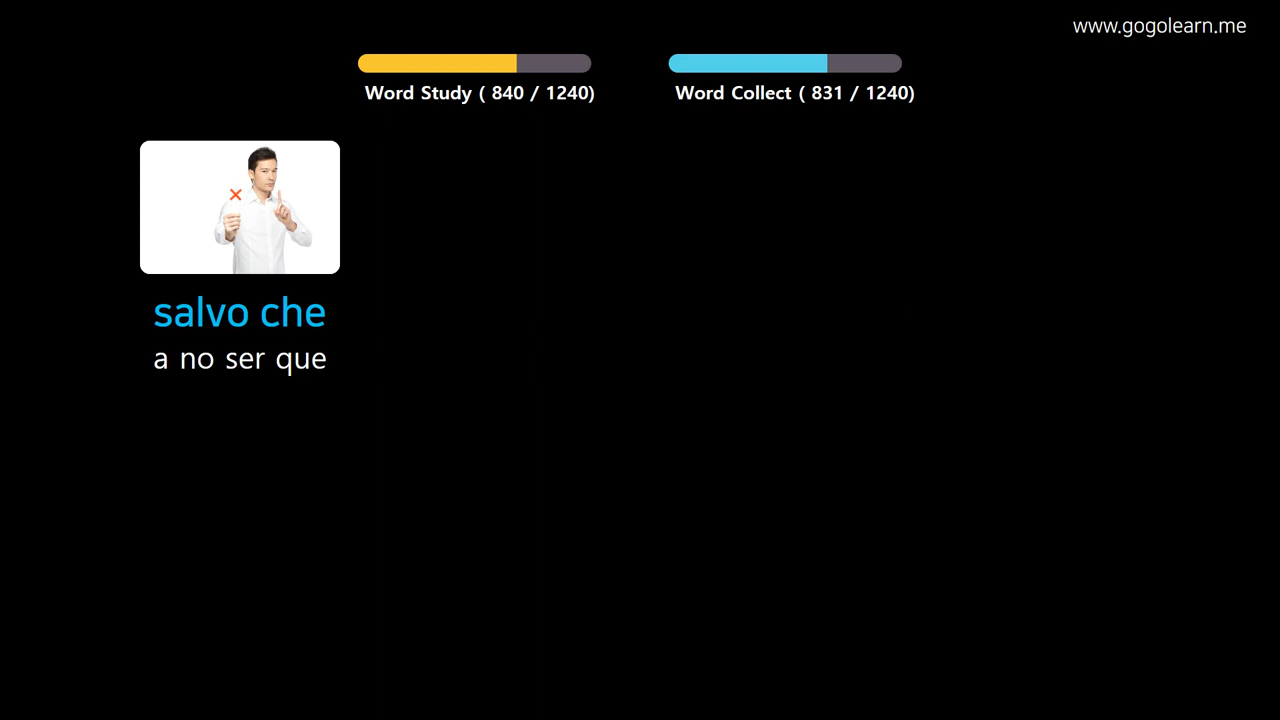 www.gogolearn.me
Word Study ( 840 / 1240)
Word Collect ( 831 / 1240)
salvo che
a no ser que